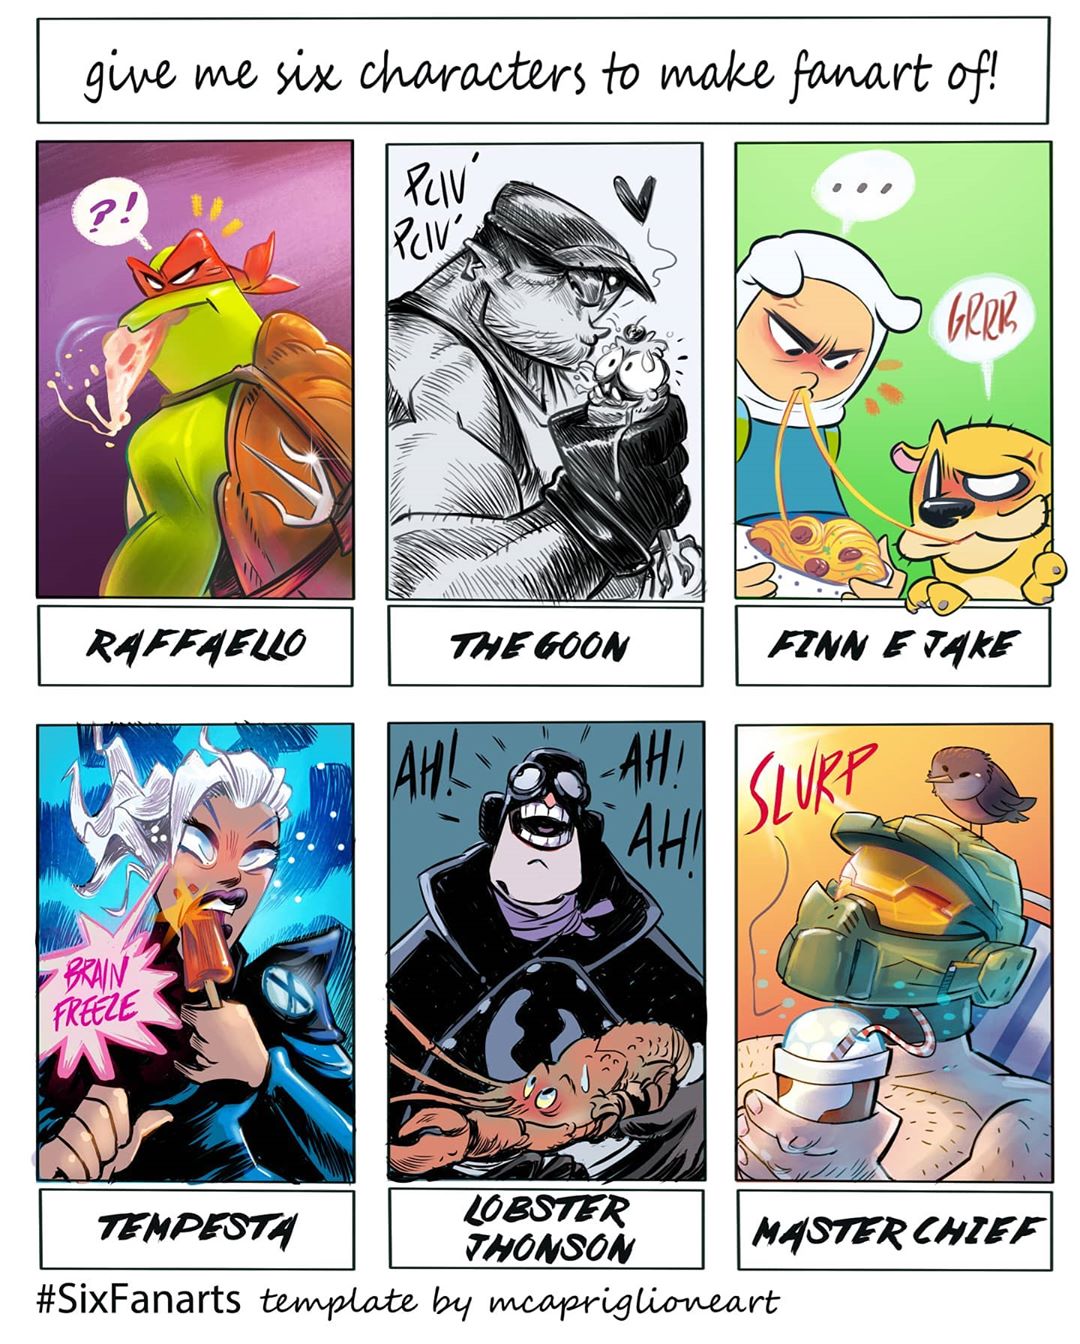 give me six characters to make fanart of!
?!
PCIU'
PCIU'
...
GRRR
RAFFAELLO
THE GOON
FINN E JAKE
BRAIN
FREEZE
AH!
AH!
AH!
SLURP
TEMPESTA
LOBSTER
JHONSON
MASTER CHIEF
#SixFanarts template by mcapriglioneart